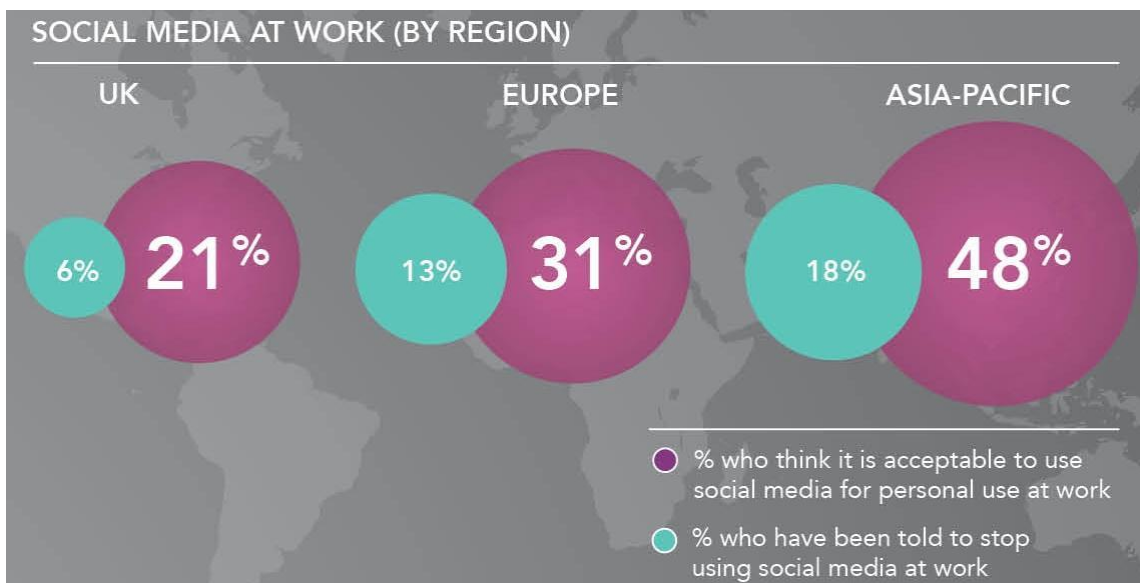 SOCIAL MEDIA AT WORK (BY REGION)
UK
EUROPE
ASIA-PACIFIC
6%
21%
13%
31%
18%
48%
% who think it is acceptable to use
social media for personal use at work
% who have been told to stop
using social media at work